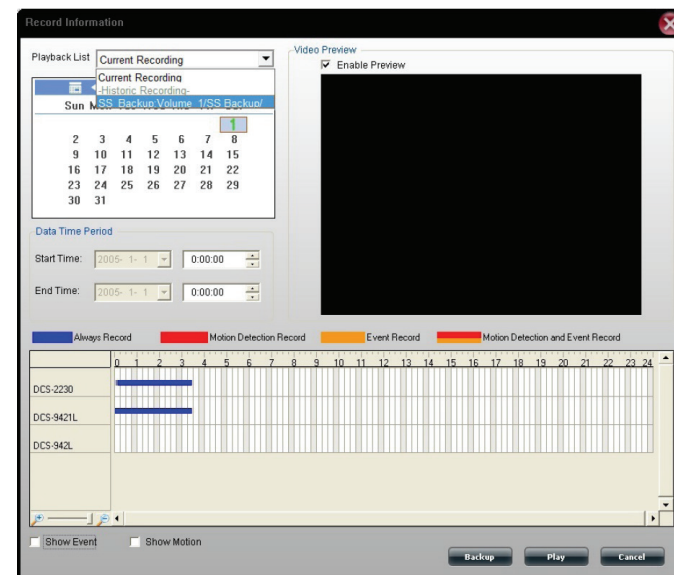 Record Information
Playback List Current Recording
Current Recording
-Historic Recording-
SS_Backup:Volume_1/SS Backup/
Sun
1
2 3 4 5 6 7 8
9 10 11 12 13 14 15
16 17 18 19 20 21 22
23 24 25 26 27 28 29
30 31
Video Preview
Enable Preview
Data Time Period
Start Time: 2005- 1- 1 0:00:00
End Time: 2005- 1- 1 0:00:00
Always Record Motion Detection Record Event Record Motion Detection and Event Record
0 1 2 3 4 5 6 7 8 9 10 11 12 13 14 15 16 17 18 19 20 21 22 23 24
DCS-2230
DCS-9421L
DCS-942L
Show Event Show Motion
Backup Play Cancel